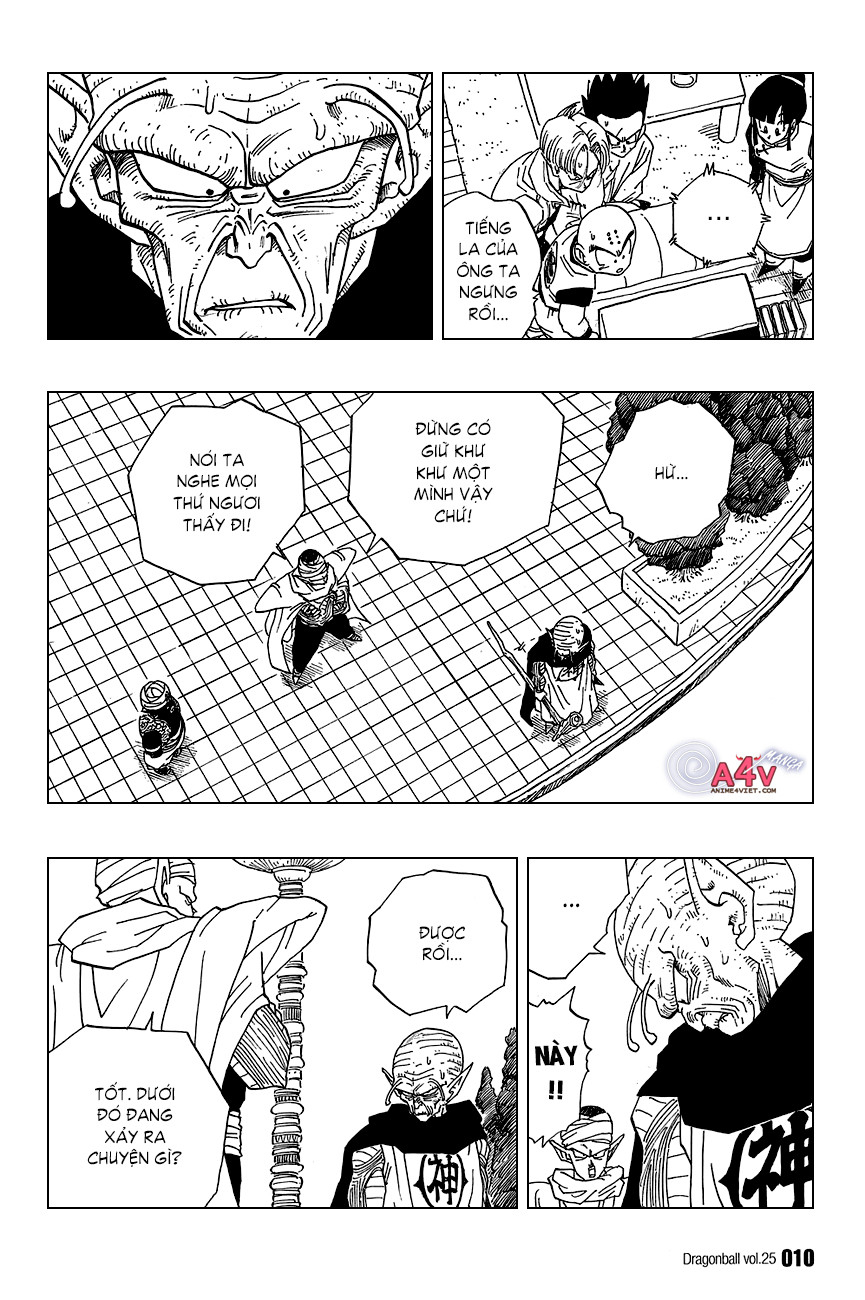 ...
TIẾNG
LA CỦA
ÔNG TA
NGƯNG
RỒI...
HỪ...
ĐỪNG CÓ
GIỮ KHƯ
KHƯ MỘT
MÌNH VẬY
CHỨ!
NÓI TA
NGHE MỌI
THỨ NGƯƠI
THẤY ĐI!
A4V
MANGA
ANIME4VIET.COM
...
NÀY
!!
神
ĐƯỢC
RỒI...
TỐT. DƯỚI
ĐÓ ĐANG
XẢY RA
CHUYỆN GÌ?
神
Dragonball vol.25 010